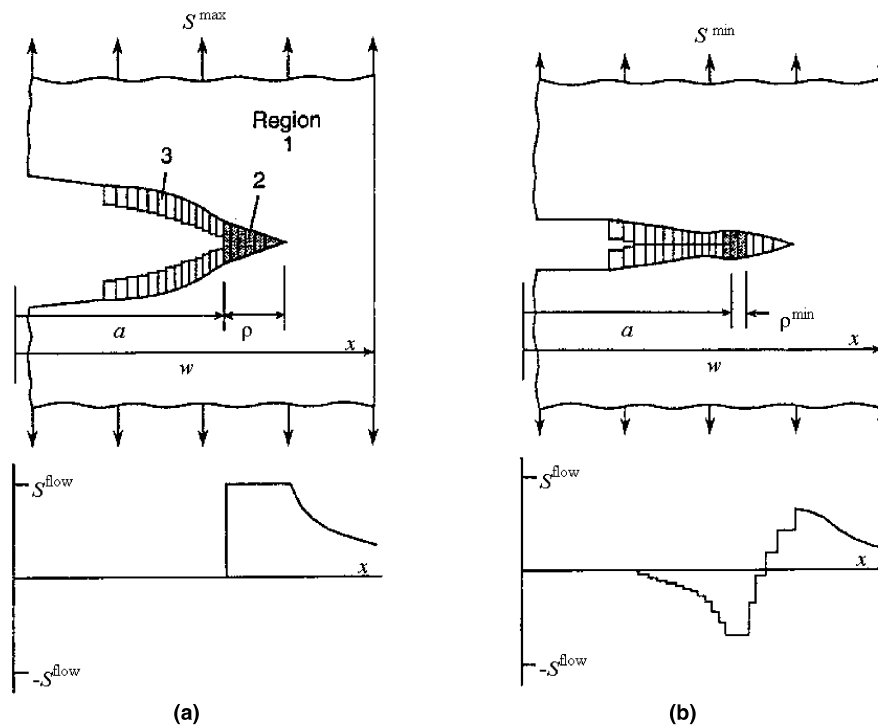 S^max
Region
1
3
2
a
ρ
x
w
S^flow
x
-S^flow
(a)
S^min
a
ρ^min
x
w
S^flow
x
-S^flow
(b)